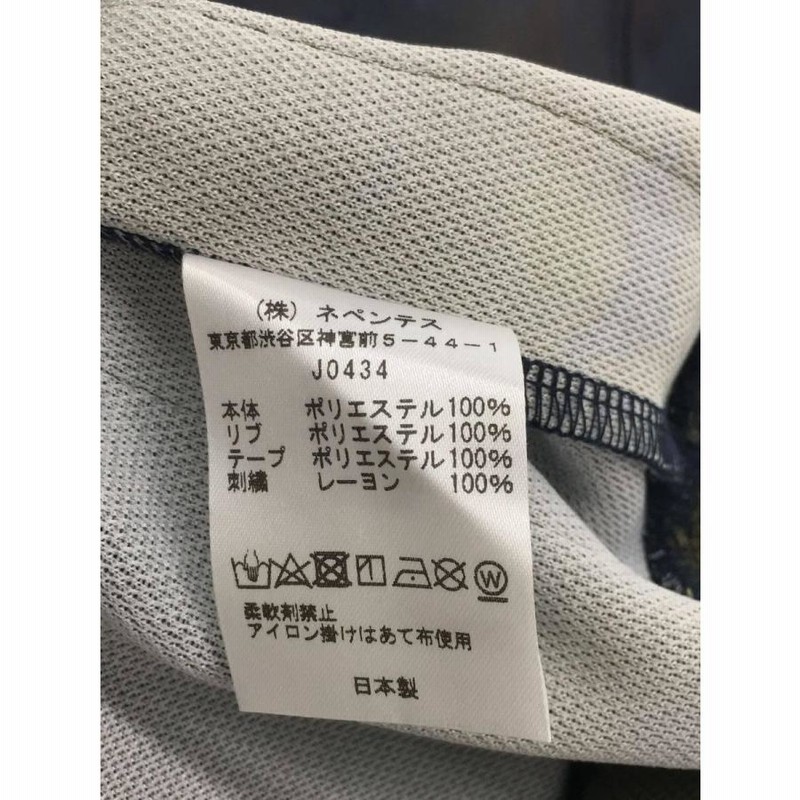 (株) ネペンテス
東京都渋谷区神宮前5-44-1
J0434
本体 ポリエステル100%
リブ ポリエステル100%
テープ ポリエステル100%
刺繍 レーヨン 100%
W
柔軟剤禁止
アイロン掛けはあて布使用
日本製